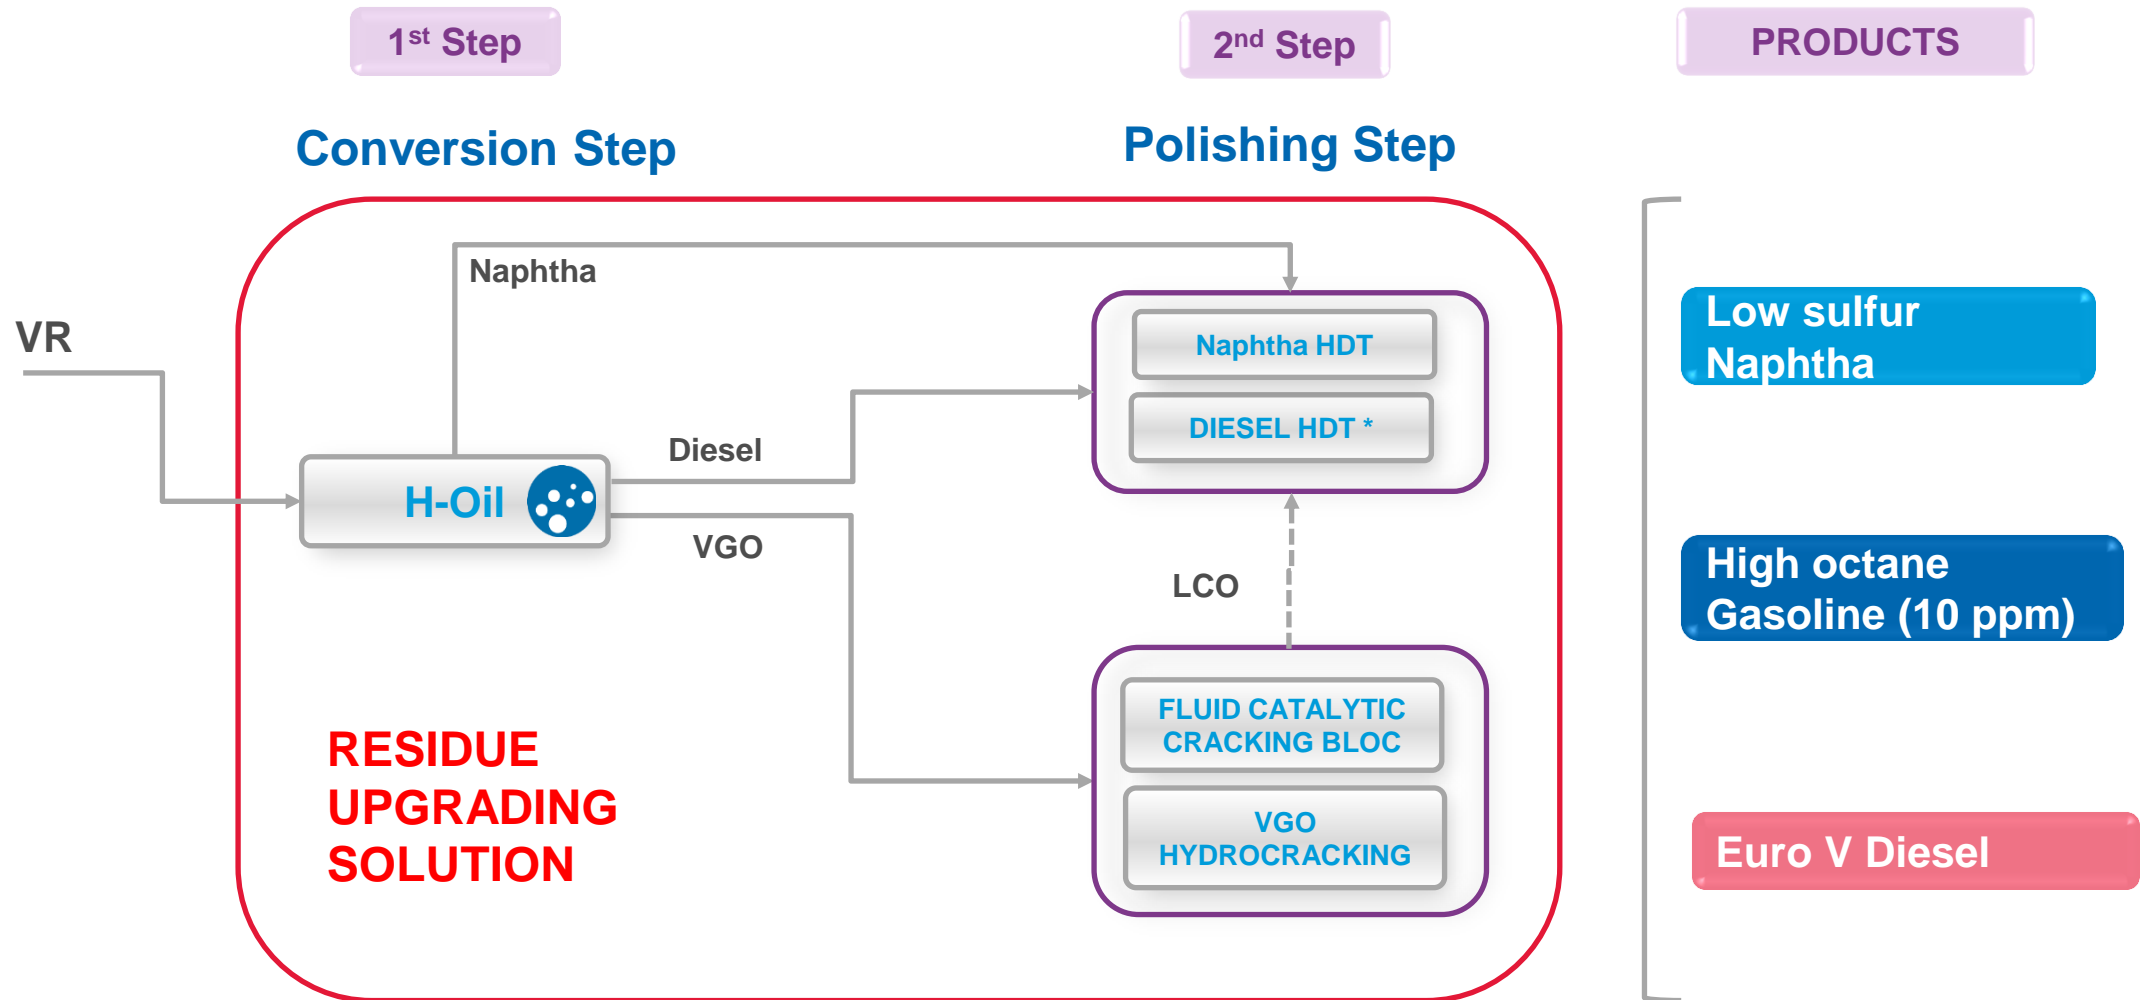 1st Step
2nd Step
PRODUCTS
Conversion Step
Polishing Step
Naphtha
VR
Naphtha HDT
DIESEL HDT *
Diesel
H-Oil
VGO
LCO
FLUID CATALYTIC
CRACKING BLOC
VGO
HYDROCRACKING
RESIDUE
UPGRADING
SOLUTION
Low sulfur
Naphtha
High octane
Gasoline (10 ppm)
Euro V Diesel